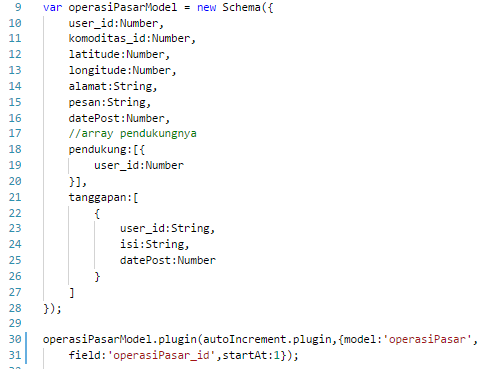 9 var operasiPasarModel = new Schema({
10 user_id:Number,
11 komoditas_id:Number,
12 latitude:Number,
13 longitude:Number,
14 alamat:String,
15 pesan:String,
16 datePost:Number,
17 //array pendukungnya
18 pendukung:[{
19 user_id:Number
20 }],
21 tanggapan:[
22 {
23 user_id:String,
24 isi:String,
25 datePost:Number
26 }
27 ]
28 });
29
30 operasiPasarModel.plugin(autoIncrement.plugin,{model:'operasiPasar',
31 field:'operasiPasar_id',startAt:1});